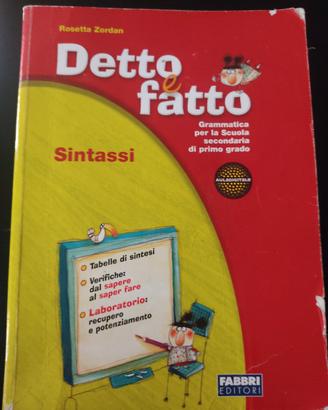 Rosetta Zordan
Detto
e
fatto
Grammatica
per la Scuola
secondaria
di primo grado
AULADIGITALE
Sintassi
Tabelle di sintesi
Verifiche:
dal sapere
al saper fare
Laboratorio:
recupero
e potenziamento
FABBRI
EDITORI